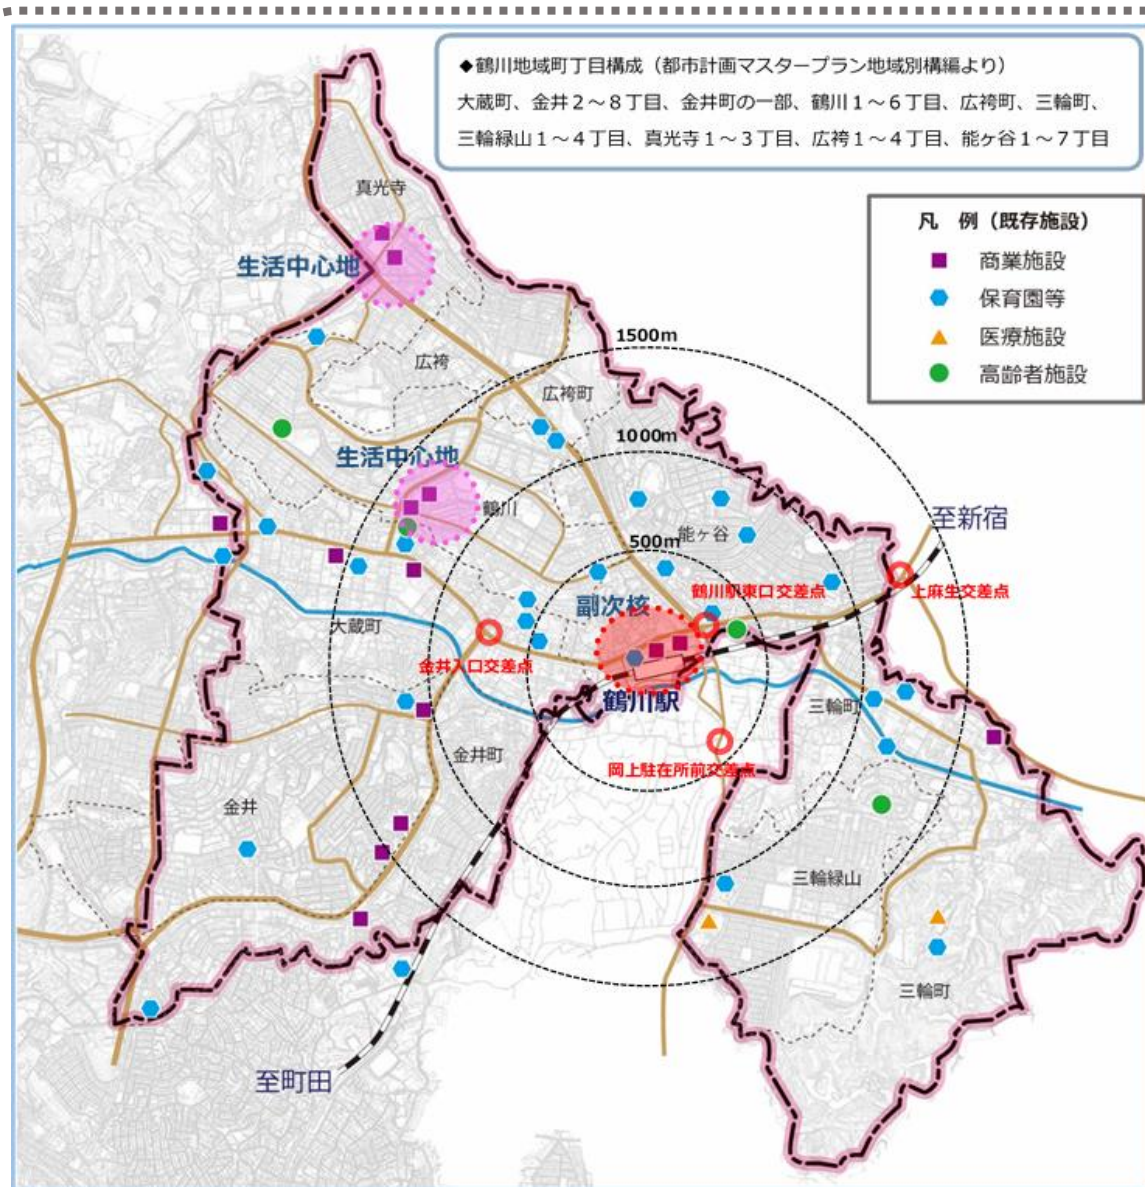 ◆鶴川地域町丁目構成（都市計画マスタープラン地域別構編より）
大蔵町、金井２～８丁目、金井町の一部、鶴川１～６丁目、広袴町、三輪町、
三輪緑山１～４丁目、真光寺１～３丁目、広袴１～４丁目、能ヶ谷１～７丁目
凡　例（既存施設）
商業施設
保育園等
医療施設
高齢者施設
真光寺
生活中心地
1500m
広袴
広袴町
1000m
生活中心地
鶴川
至新宿
能ヶ谷
500m
鶴川駅東口交差点
上麻生交差点
副次核
大蔵町
金井入口交差点
鶴川駅
三輪町
金井町
岡上駐在所前交差点
金井
三輪緑山
三輪町
至町田